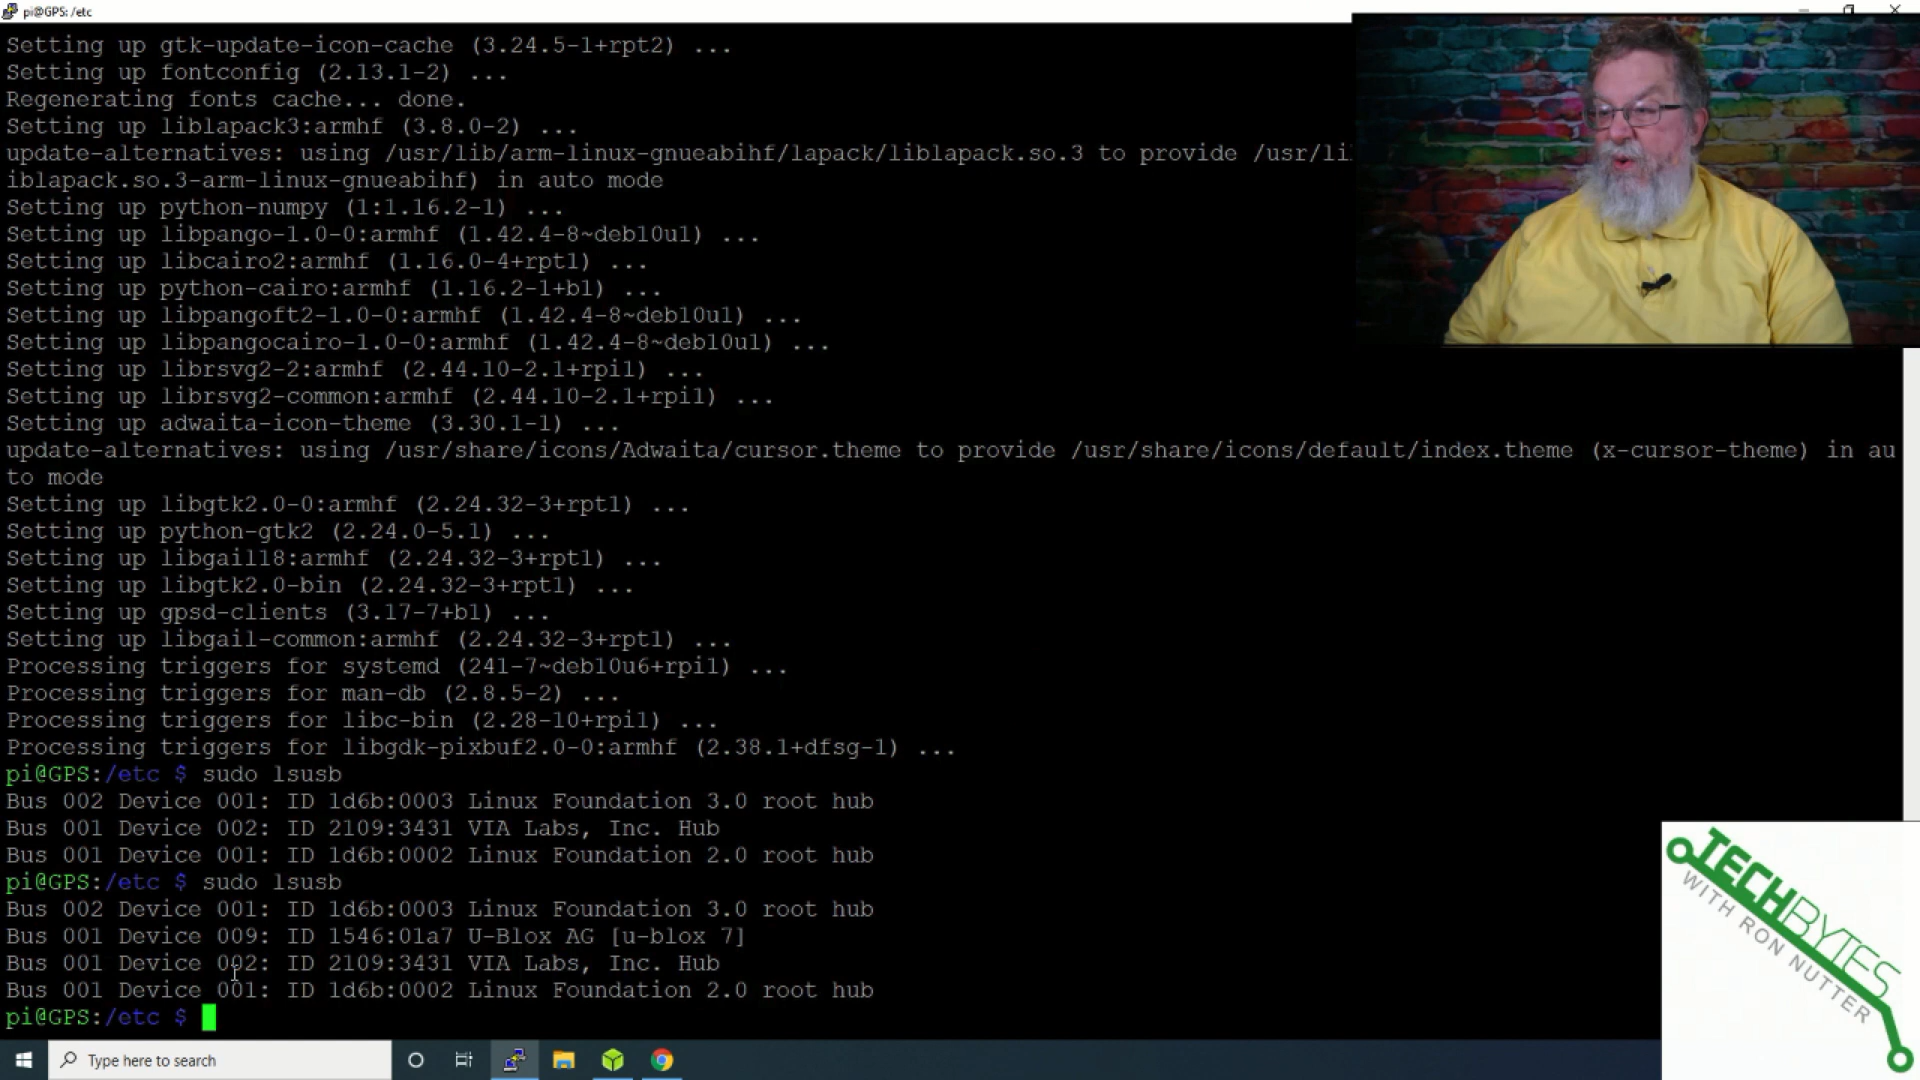 pi@GPS: /etc
Setting up gtk-update-icon-cache (3.24.5-1+rpt2) ...
Setting up fontconfig (2.13.1-2) ...
Regenerating fonts cache... done.
Setting up liblapack3:armhf (3.8.0-2) ...
update-alternatives: using /usr/lib/arm-linux-gnueabihf/lapack/liblapack.so.3 to provide /usr/li
iblapack.so.3-arm-linux-gnueabihf) in auto mode
Setting up python-numpy (1:1.16.2-1) ...
Setting up libpango-1.0-0:armhf (1.42.4-8~deb10u1) ...
Setting up libcairo2:armhf (1.16.0-4+rpt1) ...
Setting up python-cairo:armhf (1.16.2-1+b1) ...
Setting up libpangoft2-1.0-0:armhf (1.42.4-8~deb10u1) ...
Setting up libpangocairo-1.0-0:armhf (1.42.4-8~deb10u1) ...
Setting up librsvg2-2:armhf (2.44.10-2.1+rpi1) ...
Setting up librsvg2-common:armhf (2.44.10-2.1+rpi1) ...
Setting up adwaita-icon-theme (3.30.1-1) ...
update-alternatives: using /usr/share/icons/Adwaita/cursor.theme to provide /usr/share/icons/default/index.theme (x-cursor-theme) in au
to mode
Setting up libgtk2.0-0:armhf (2.24.32-3+rpt1) ...
Setting up python-gtk2 (2.24.0-5.1) ...
Setting up libgail18:armhf (2.24.32-3+rpt1) ...
Setting up libgtk2.0-bin (2.24.32-3+rpt1) ...
Setting up gpsd-clients (3.17-7+b1) ...
Setting up libgail-common:armhf (2.24.32-3+rpt1) ...
Processing triggers for systemd (241-7~deb10u6+rpi1) ...
Processing triggers for man-db (2.8.5-2) ...
Processing triggers for libc-bin (2.28-10+rpi1) ...
Processing triggers for libgdk-pixbuf2.0-0:armhf (2.38.1+dfsg-1) ...
pi@GPS:/etc $ sudo lsusb
Bus 002 Device 001: ID 1d6b:0003 Linux Foundation 3.0 root hub
Bus 001 Device 002: ID 2109:3431 VIA Labs, Inc. Hub
Bus 001 Device 001: ID 1d6b:0002 Linux Foundation 2.0 root hub
pi@GPS:/etc $ sudo lsusb
Bus 002 Device 001: ID 1d6b:0003 Linux Foundation 3.0 root hub
Bus 001 Device 009: ID 1546:01a7 U-Blox AG [u-blox 7]
Bus 001 Device 002: ID 2109:3431 VIA Labs, Inc. Hub
Bus 001 Device 001: ID 1d6b:0002 Linux Foundation 2.0 root hub
pi@GPS:/etc $
TECHBYTES
WITH RON NUTTER
Type here to search